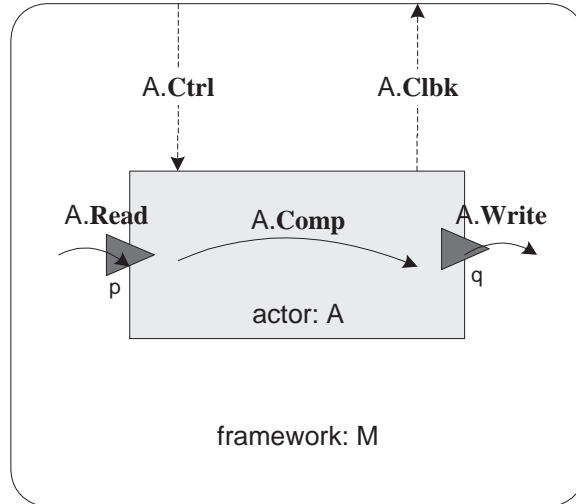 A.Ctrl
A.Clbk
A.Read
A.Comp
A.Write
p
q
actor: A
framework: M